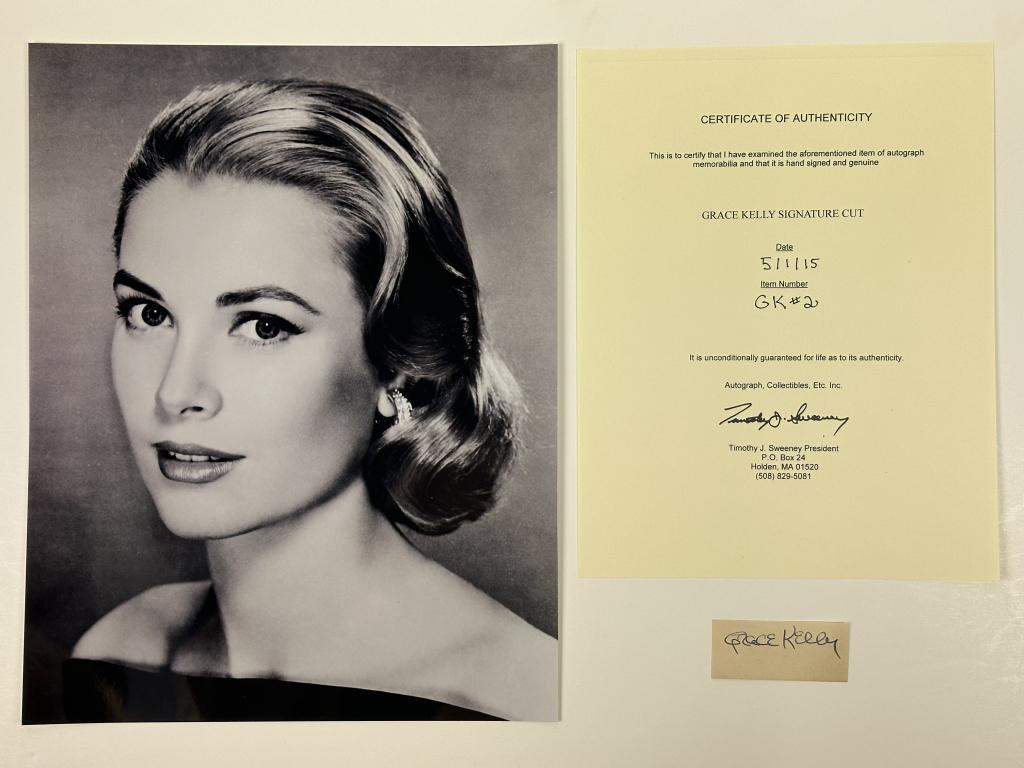 CERTIFICATE OF AUTHENTICITY
This is to certify that I have examined the aforementioned item of autograph
memorabilia and that it is hand signed and genuine
GRACE KELLY SIGNATURE CUT
Date
5/1/15
Item Number
GK #2
It is unconditionally guaranteed for life as to its authenticity.
Autograph, Collectibles, Etc. Inc.
Timothy J. Sweeney
Timothy J. Sweeney President
P.O. Box 24
Holden, MA 01520
(508) 829-5081
Grace Kelly